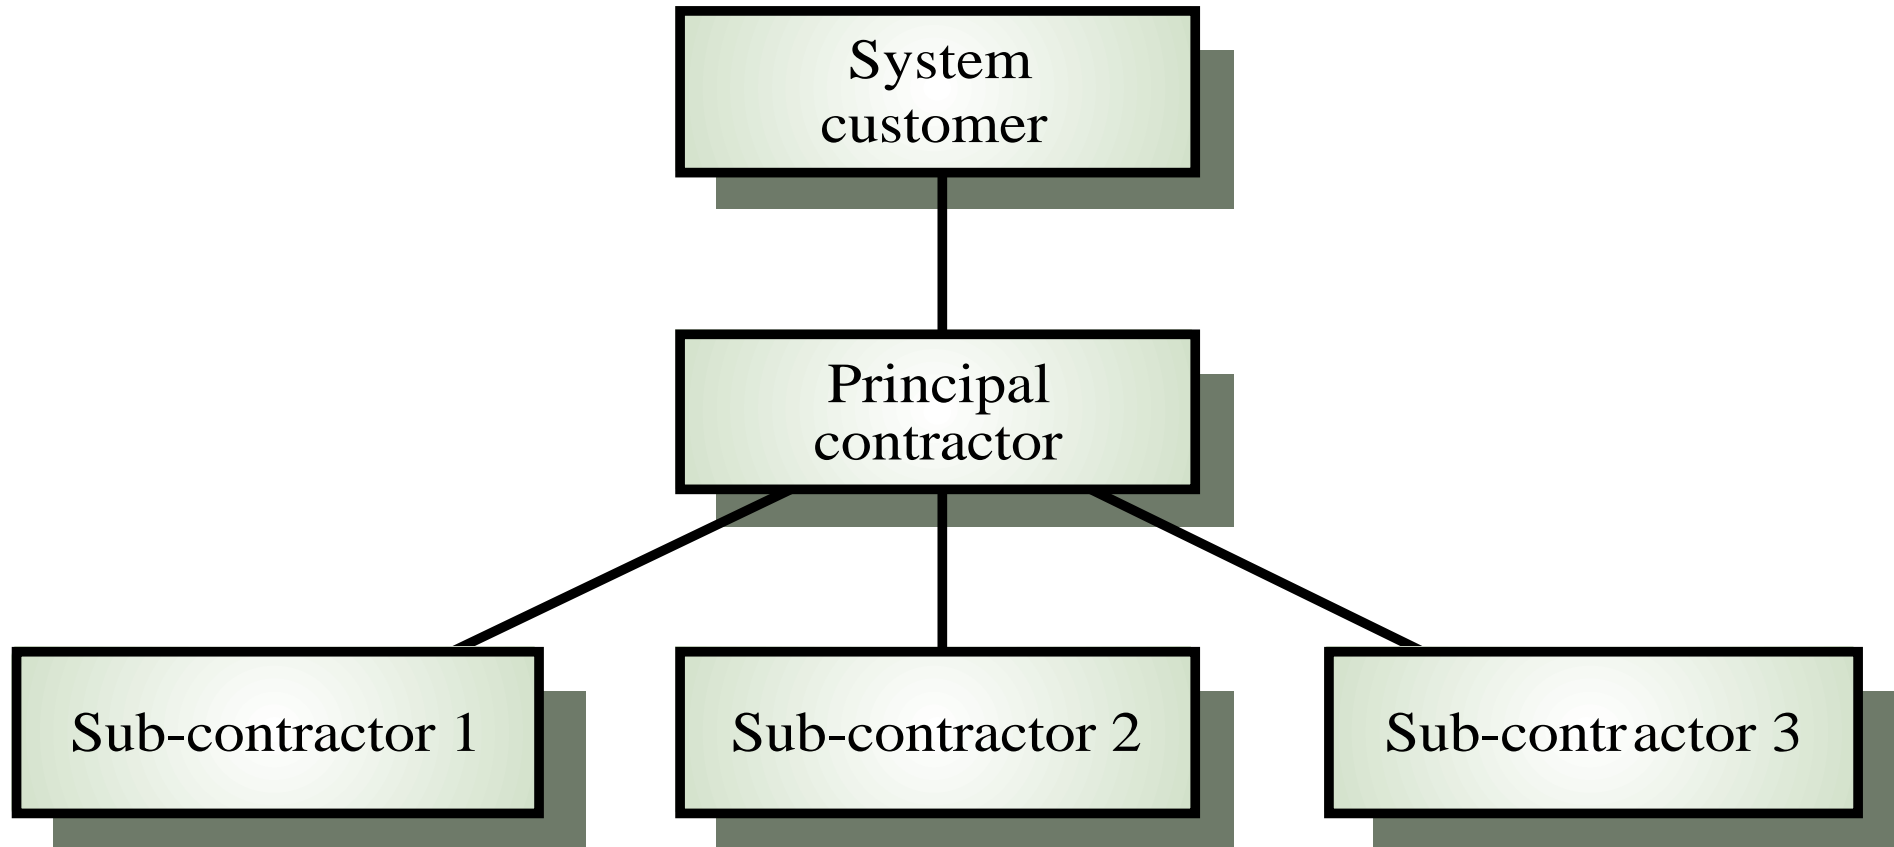 System
customer
Principal
contractor
Sub-contractor 1
Sub-contractor 2
Sub-contractor 3